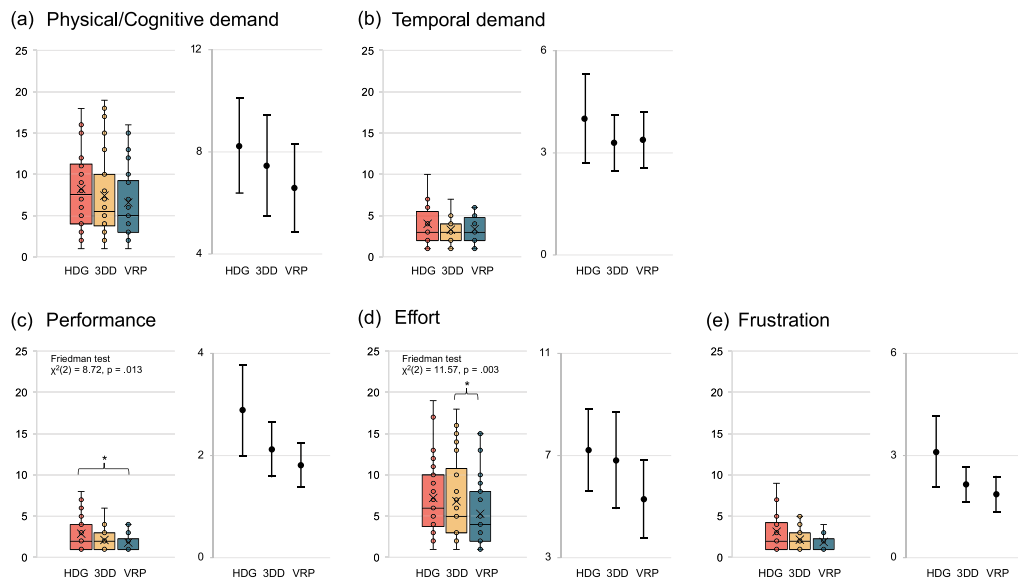 (a) Physical/Cognitive demand
25
20
15
10
5
0
HDG 3DD VRP
12
8
4
HDG 3DD VRP
(b) Temporal demand
25
20
15
10
5
0
HDG 3DD VRP
6
3
0
HDG 3DD VRP
(c) Performance
Friedman test
χ²(2) = 8.72, p = .013
25
20
15
10
5
0
*
HDG 3DD VRP
4
2
0
HDG 3DD VRP
(d) Effort
Friedman test
χ²(2) = 11.57, p = .003
25
20
15
10
5
0
*
HDG 3DD VRP
11
7
3
HDG 3DD VRP
(e) Frustration
25
20
15
10
5
0
HDG 3DD VRP
6
3
0
HDG 3DD VRP